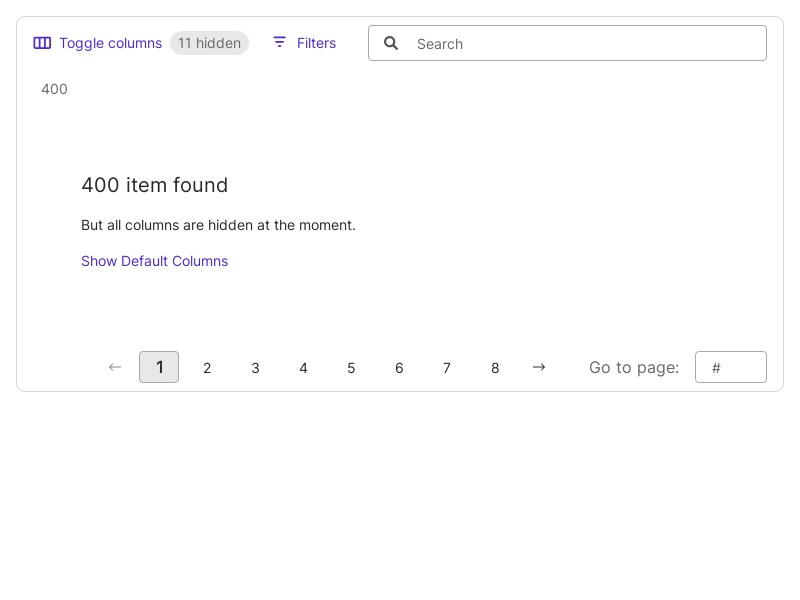 Toggle columns 11 hidden Filters Search
400
400 item found
But all columns are hidden at the moment.
Show Default Columns
← 1 2 3 4 5 6 7 8 → Go to page: #